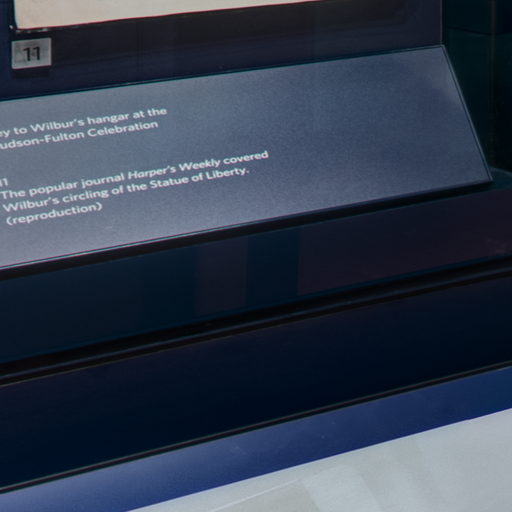 11
ey to Wilbur's hangar at the
udson-Fulton Celebration
11
The popular journal Harper's Weekly covered
Wilbur's circling of the Statue of Liberty.
(reproduction)